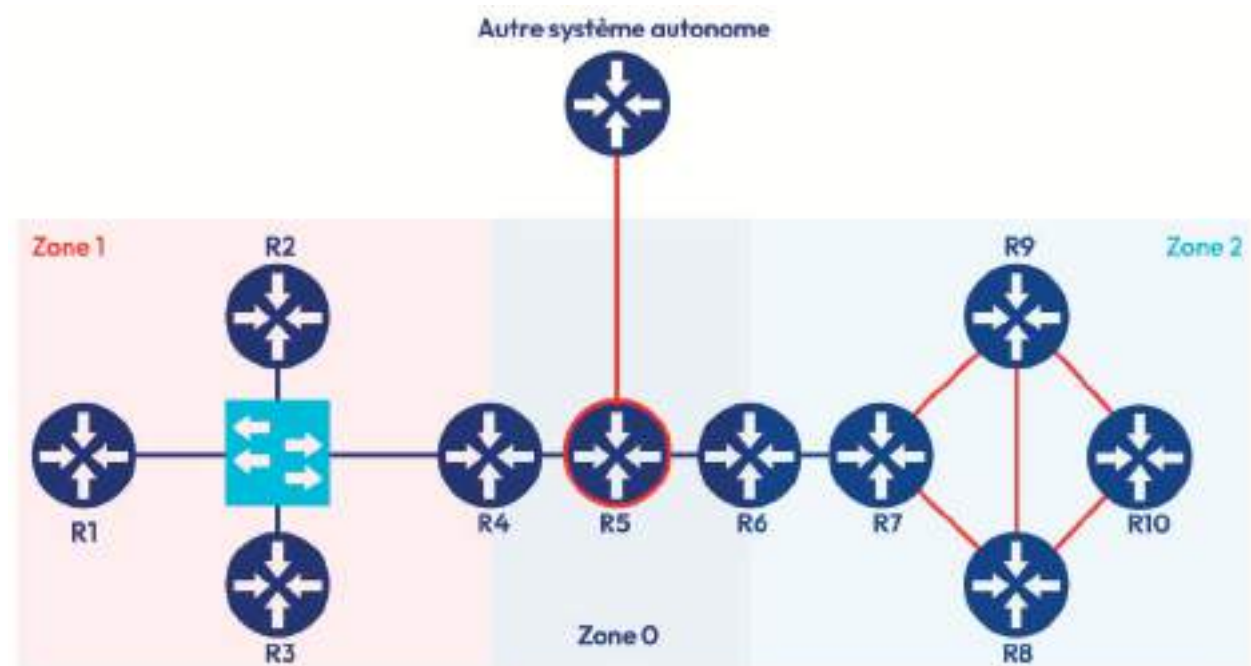 Autre système autonome
Zone 1
R2
R9
Zone 2
R1
R4
R5
R6
R7
R10
R3
Zone 0
R8